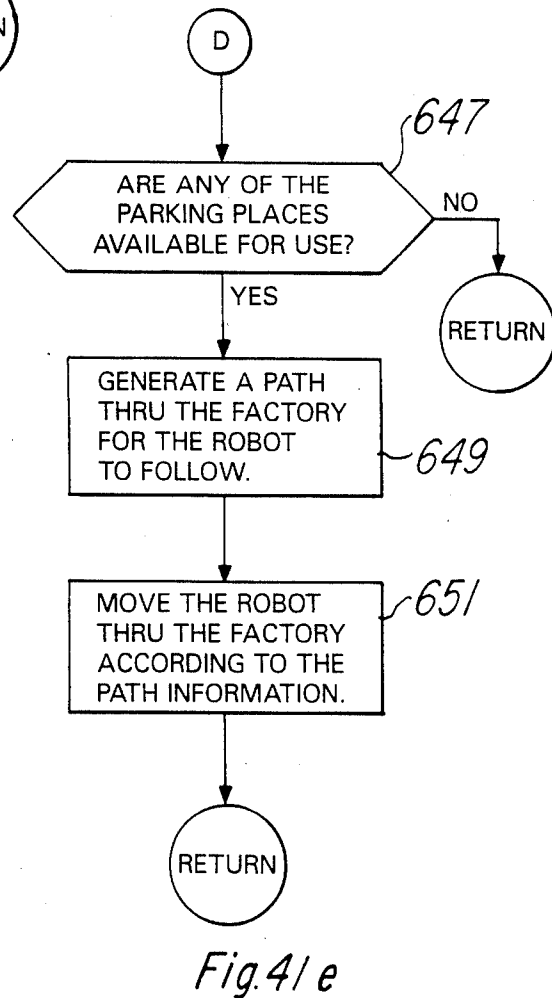 N
D
647
ARE ANY OF THE
PARKING PLACES
AVAILABLE FOR USE?
NO
YES
RETURN
GENERATE A PATH
THRU THE FACTORY
FOR THE ROBOT
TO FOLLOW.
649
MOVE THE ROBOT
THRU THE FACTORY
ACCORDING TO THE
PATH INFORMATION.
651
RETURN
Fig.41e